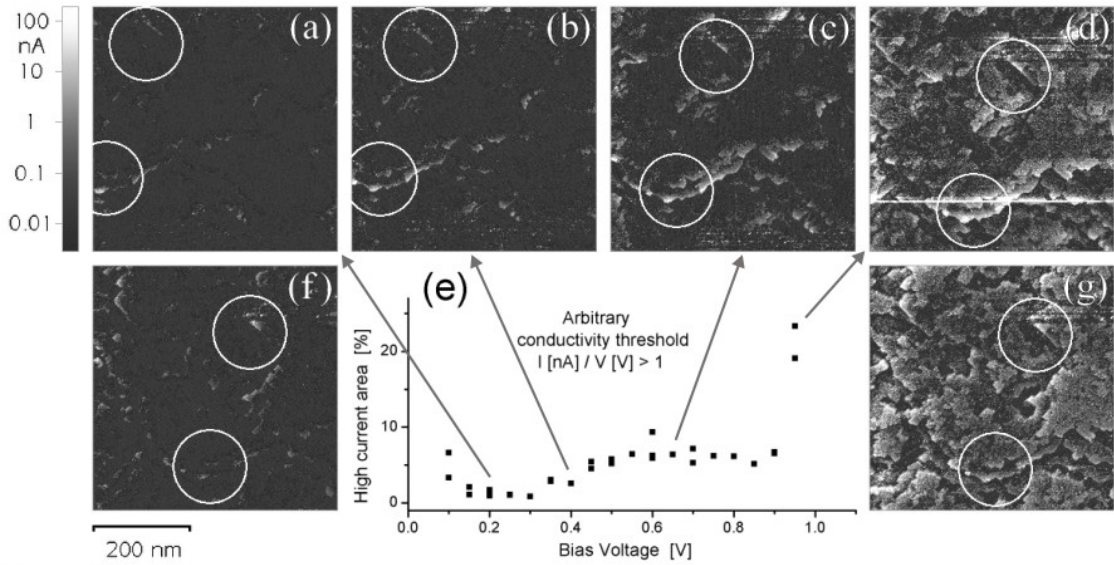 100
nA
10
1
0.1
0.01
(a)
(b)
(c)
(d)
(f)
200 nm
(e)
Arbitrary
conductivity threshold
I [nA] / V [V] > 1
High current area [%]
20
10
0
0.0 0.2 0.4 0.6 0.8 1.0
Bias Voltage [V]
(g)